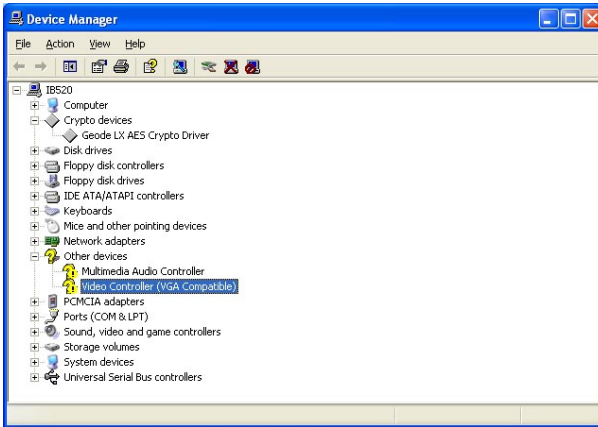 Device Manager
File Action View Help
IB520
Computer
Crypto devices
Geode LX AES Crypto Driver
Disk drives
Floppy disk controllers
Floppy disk drives
IDE ATA/ATAPI controllers
Keyboards
Mice and other pointing devices
Network adapters
Other devices
Multimedia Audio Controller
Video Controller (VGA Compatible)
PCMCIA adapters
Ports (COM & LPT)
Sound, video and game controllers
Storage volumes
System devices
Universal Serial Bus controllers